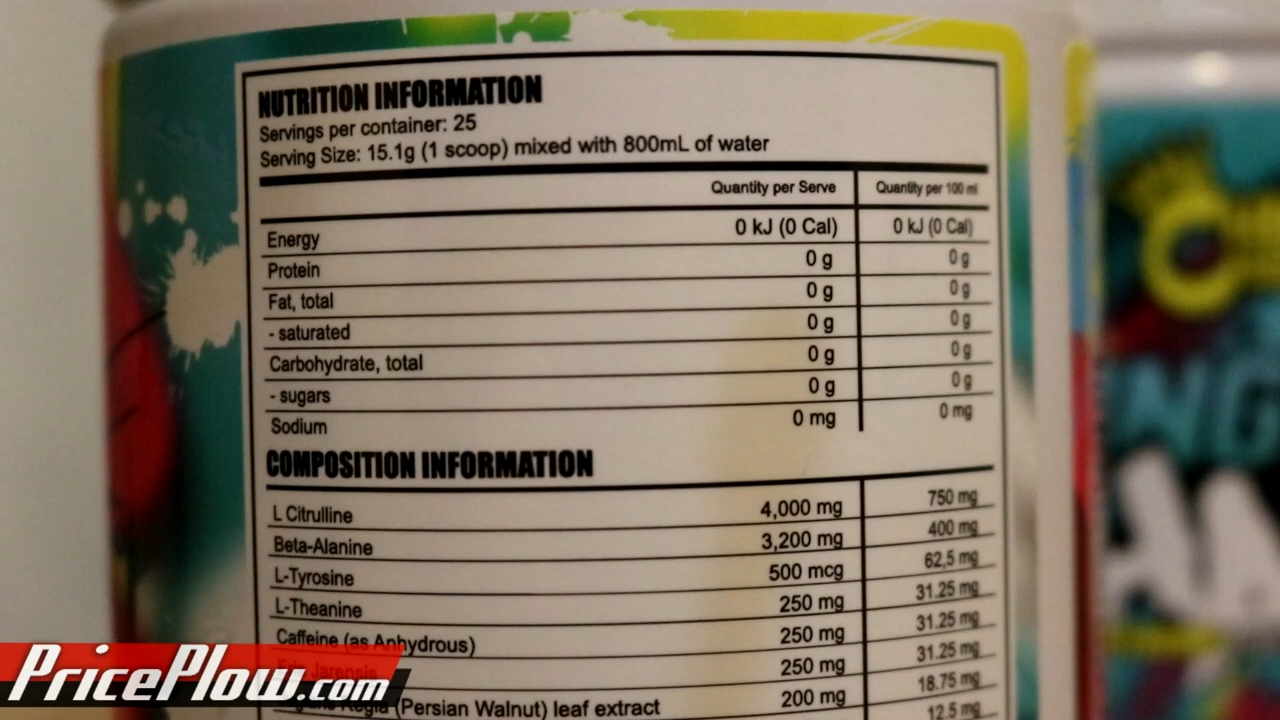 NUTRITION INFORMATION
Servings per container: 25
Serving Size: 15.1g (1 scoop) mixed with 800mL of water
Quantity per Serve Quantity per 100 ml
Energy 0 kJ (0 Cal) 0 kJ (0 Cal)
Protein 0 g 0 g
Fat, total 0 g 0 g
- saturated 0 g 0 g
Carbohydrate, total 0 g 0 g
- sugars 0 g 0 g
Sodium 0 mg 0 mg
COMPOSITION INFORMATION
L Citrulline 4,000 mg 750 mg
Beta-Alanine 3,200 mg 400 mg
L-Tyrosine 500 mcg 62,5 mg
L-Theanine 250 mg 31.25 mg
Caffeine (as Anhydrous) 250 mg 31.25 mg
Jarensis 250 mg 31.25 mg
Regia (Persian Walnut) leaf extract 200 mg 18.75 mg
12.5 mg
PricePlow.com